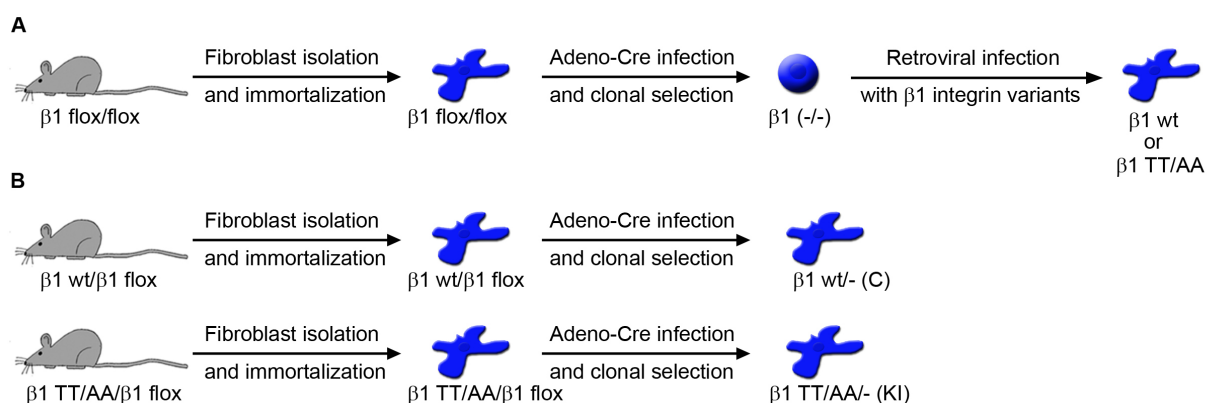 A
Fibroblast isolation
and immortalization
Adeno-Cre infection
and clonal selection
Retroviral infection
with β1 integrin variants
β1 flox/flox
β1 flox/flox
β1 (-/-)
β1 wt
or
β1 TT/AA
B
Fibroblast isolation
and immortalization
Adeno-Cre infection
and clonal selection
β1 wt/β1 flox
β1 wt/β1 flox
β1 wt/- (C)
Fibroblast isolation
and immortalization
Adeno-Cre infection
and clonal selection
β1 TT/AA/β1 flox
β1 TT/AA/β1 flox
β1 TT/AA/- (KI)